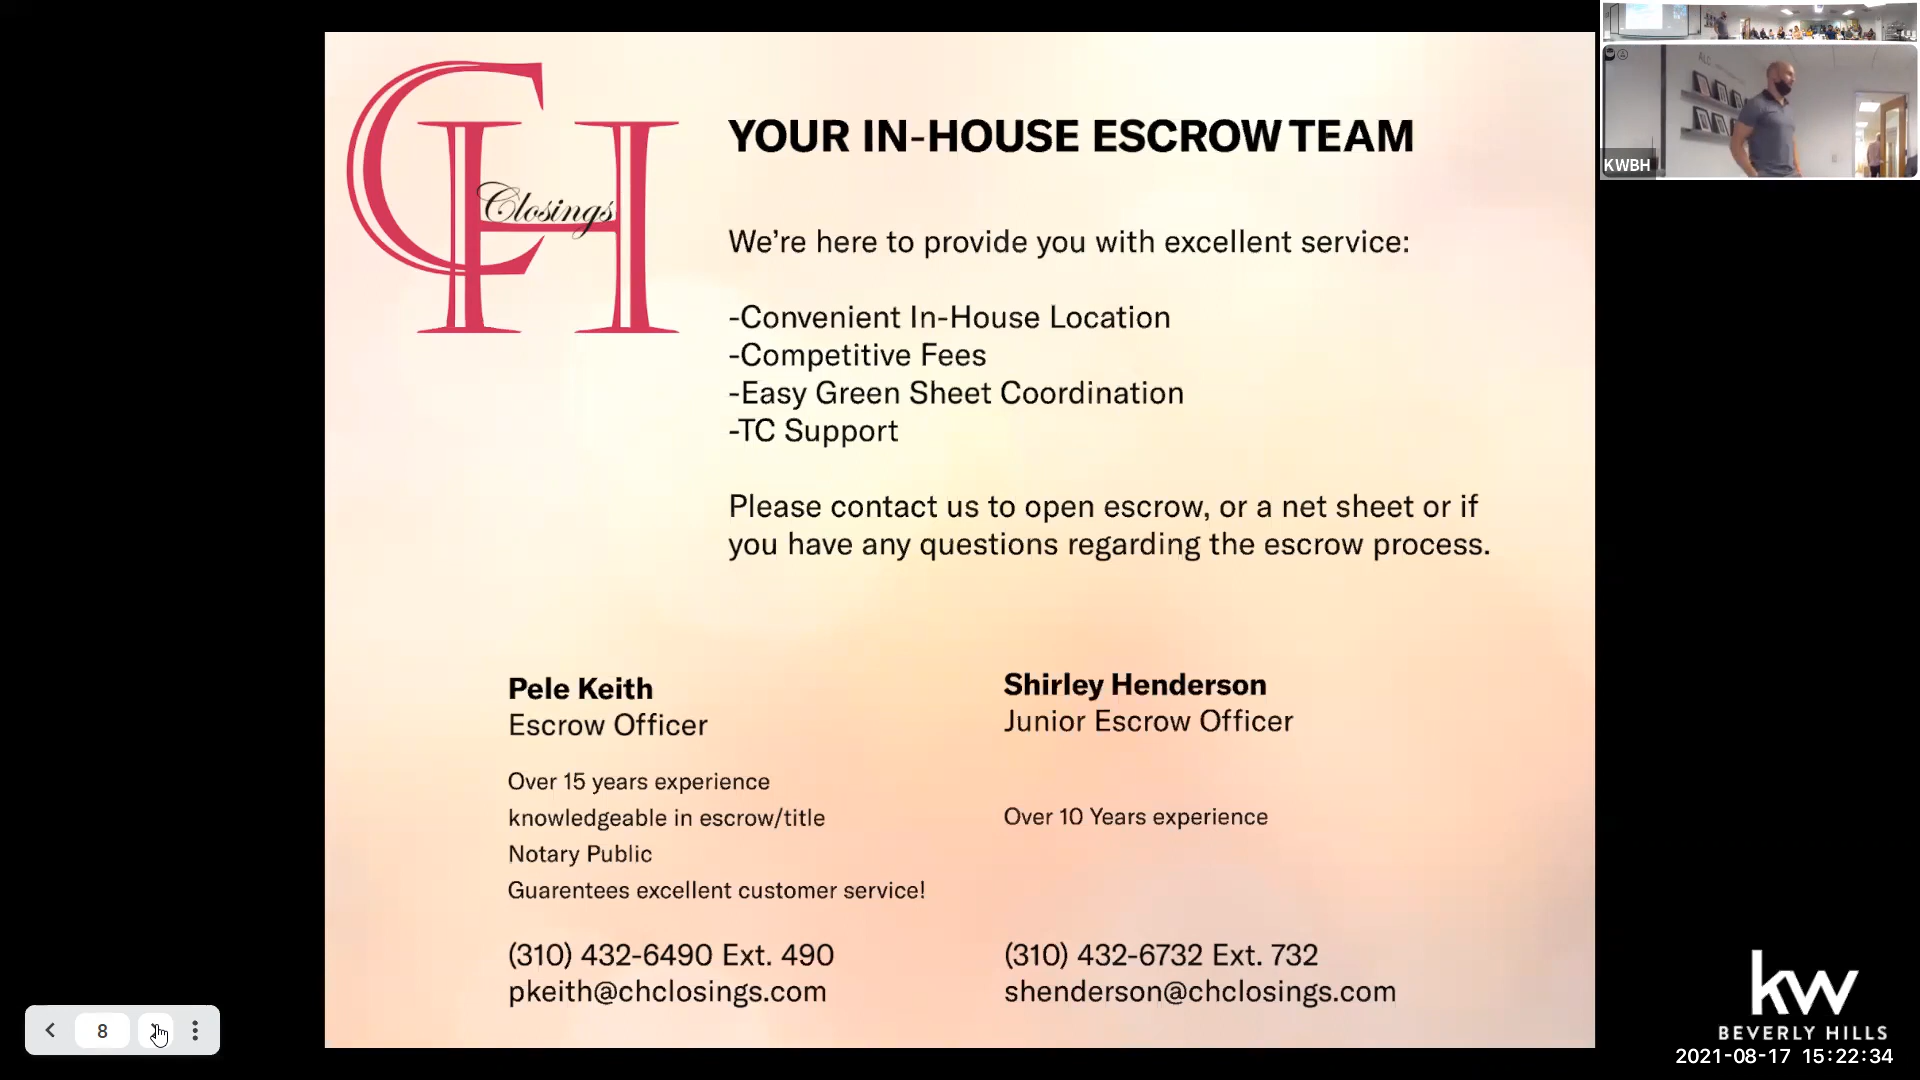 CH
Closings
YOUR IN-HOUSE ESCROW TEAM
We're here to provide you with excellent service:
-Convenient In-House Location
-Competitive Fees
-Easy Green Sheet Coordination
-TC Support
Please contact us to open escrow, or a net sheet or if
you have any questions regarding the escrow process.
Pele Keith
Escrow Officer
Over 15 years experience
knowledgeable in escrow/title
Notary Public
Guarentees excellent customer service!
(310) 432-6490 Ext. 490
pkeith@chclosings.com
Shirley Henderson
Junior Escrow Officer
Over 10 Years experience
(310) 432-6732 Ext. 732
shenderson@chclosings.com
KWBH
8
kw
BEVERLY HILLS
2021-08-17 15:22:34